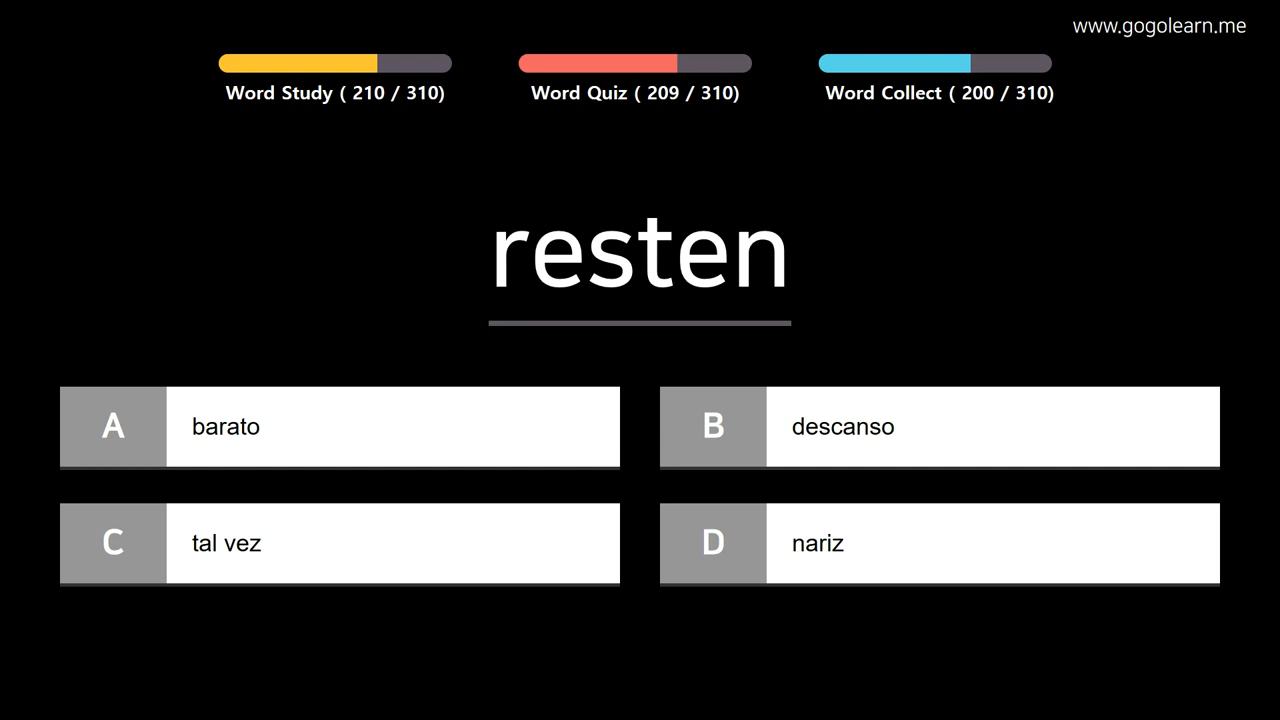 www.gogolearn.me
Word Study ( 210 / 310)
Word Quiz ( 209 / 310)
Word Collect ( 200 / 310)
resten
A barato
B descanso
C tal vez
D nariz